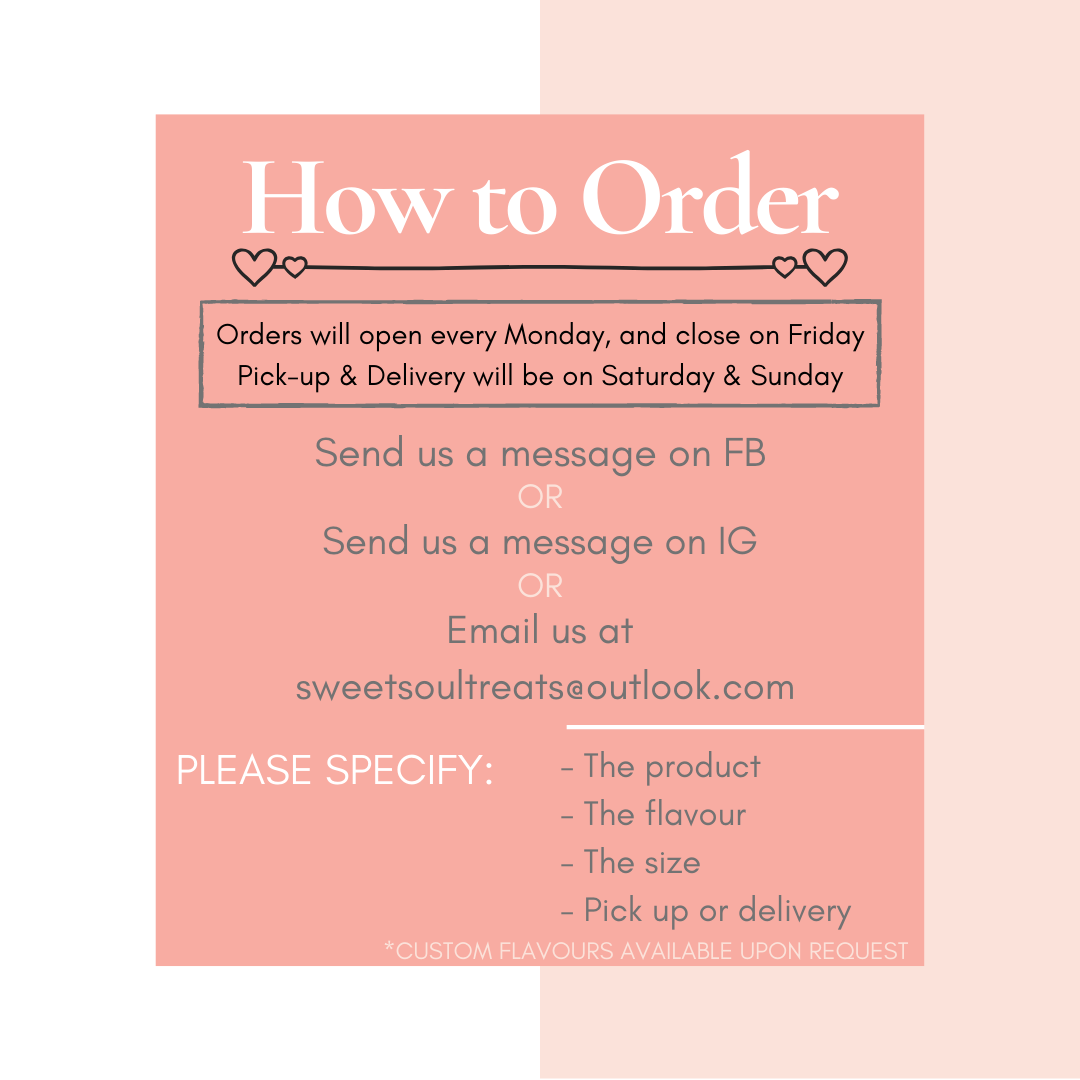 How to Order
Orders will open every Monday, and close on Friday
Pick-up & Delivery will be on Saturday & Sunday
Send us a message on FB
OR
Send us a message on IG
OR
Email us at
sweetsoultreats@outlook.com
PLEASE SPECIFY:
- The product
- The flavour
- The size
- Pick up or delivery
*CUSTOM FLAVOURS AVAILABLE UPON REQUEST